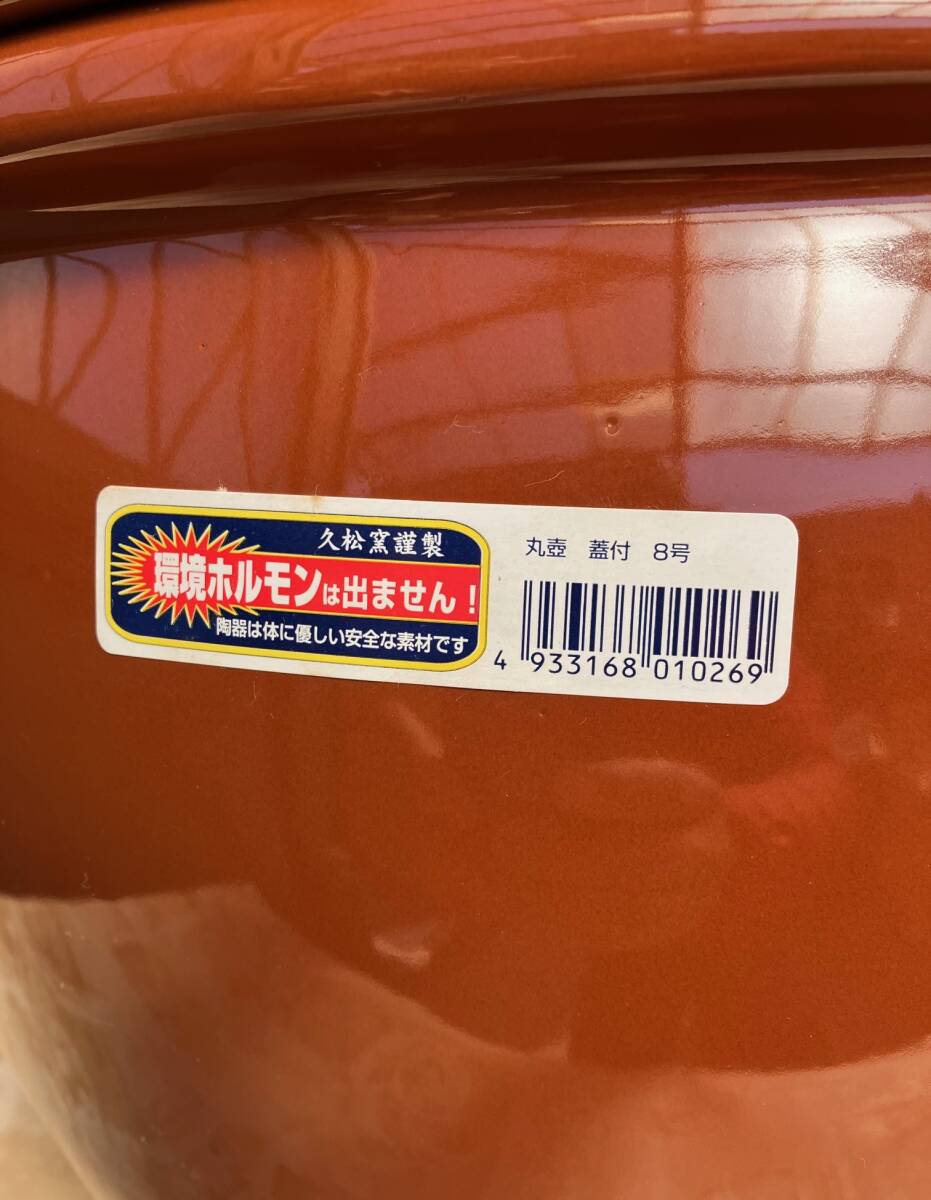 久松窯謹製
環境ホルモンは出ません!
陶器は体に優しい安全な素材です
丸壺 蓋付 8号
4 933168 010269